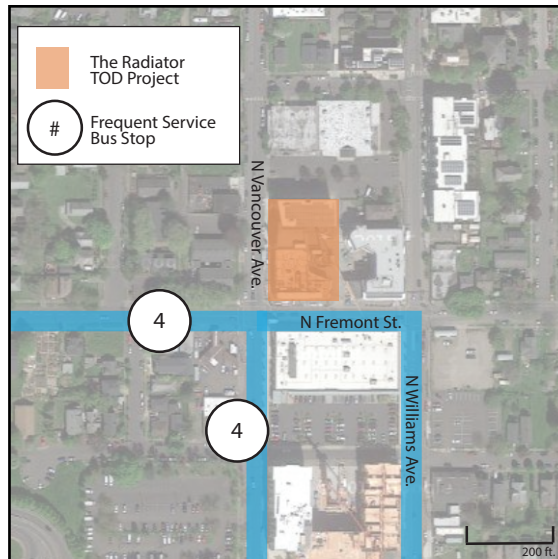 The Radiator
TOD Project
#
Frequent Service
Bus Stop
N Vancouver Ave.
4
N Fremont St.
N Williams Ave.
4
200 ft.